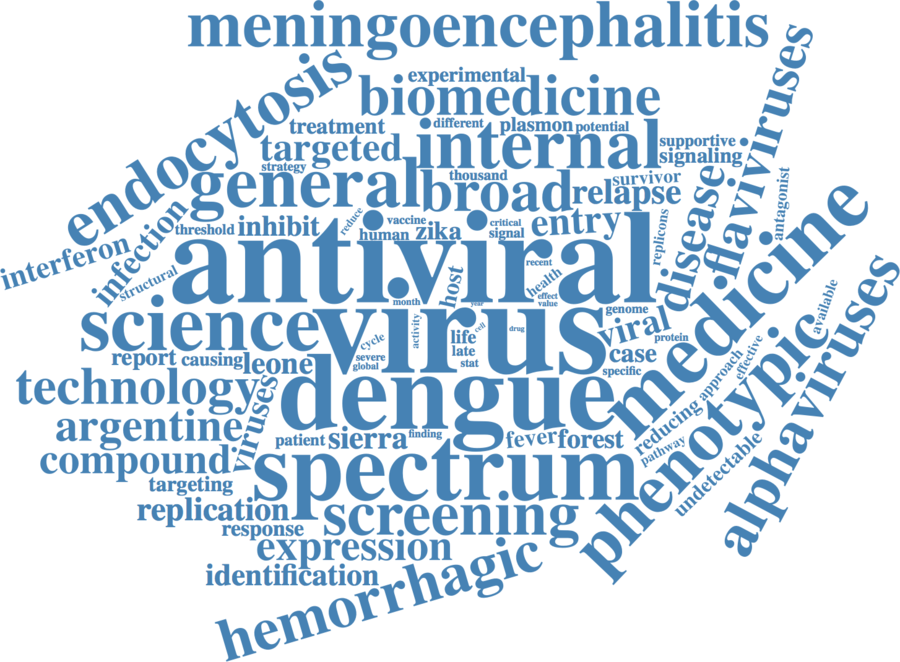 meningoencephalitis
endocytosis
experimental
biomedicine
flaviviruses
treatment
different
plasmon
potential
targeted
internal
supportive
signaling
strategy
general
thousand
broad
survivor
relapse
disease
antagonist
medicine
infection
threshold
inhibit
reduce
vaccine
human
zika
critical
signal
entry
replicons
interferon
structural
antiviral
recent
host
health
effect
value
month
year
genome
available
alphaviruses
science
virus
viral
protein
activity
cycle
life
cell
drug
late
stat
severe
global
case
specific
report
causing
leone
phenotypic
effective
approach
reducing
pathway
undetectable
technology
viruses
dengue
argentine
patient
sierra
finding
fever
forest
compound
spectrum
targeting
replication
screening
response
expression
identification
hemorrhagic